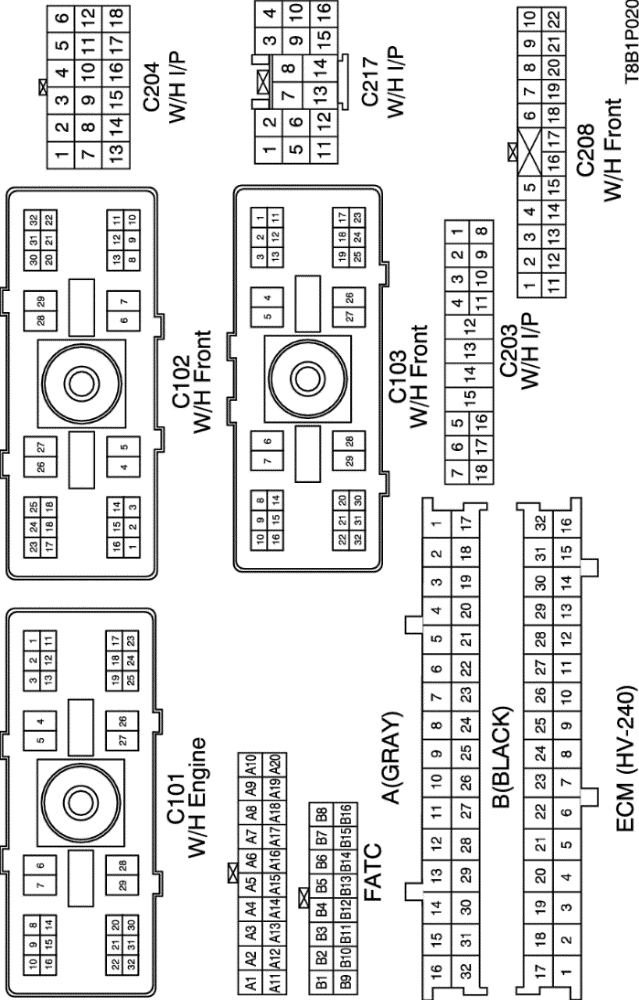 10 9 8
16 15 14
7 6
5 4
3 2 1
13 12 11
22 21 20
32 31 30
29 28
27 26
19 18 17
25 24 23
C101
W/H Engine
23 24 25
17 18 18
26 27
28 29
30 31 32
20 21 22
16 15 14
1 2 3
4 5
6 7
13 12 11
8 9 10
C102
W/H Front
1 2 3 4 5 6
7 8 9 10 11 12
13 14 15 16 17 18
C204
W/H I/P
A1 A2 A3 A4 A5 A6 A7 A8 A9 A10
A11 A12 A13 A14 A15 A16 A17 A18 A19 A20
B1 B2 B3 B4 B5 B6 B7 B8
B9 B10 B11 B12 B13 B14 B15 B16
FATC
10 9 8
16 15 14
7 6
5 4
3 2 1
13 12 11
22 21 20
32 31 30
29 28
27 26
19 18 17
25 24 23
C103
W/H Front
1 2 3 4
5 6 7 8 9 10
11 12 13 14 15 16
C217
W/H I/P
A(GRAY)
16 15 14 13 12 11 10 9 8 7 6 5 4 3 2 1
32 31 30 29 28 27 26 25 24 23 22 21 20 19 18 17
B(BLACK)
17 18 19 20 21 22 23 24 25 26 27 28 29 30 31 32
1 2 3 4 5 6 7 8 9 10 11 12 13 14 15 16
ECM (HV-240)
7 6 5 15 14 13 12 4 3 2 1
18 17 16 11 10 9 8
C203
W/H I/P
1 2 3 4 5 6 7 8 9 10
11 12 13 14 15 16 17 18 19 20 21 22
C208
W/H Front
T8B1P020